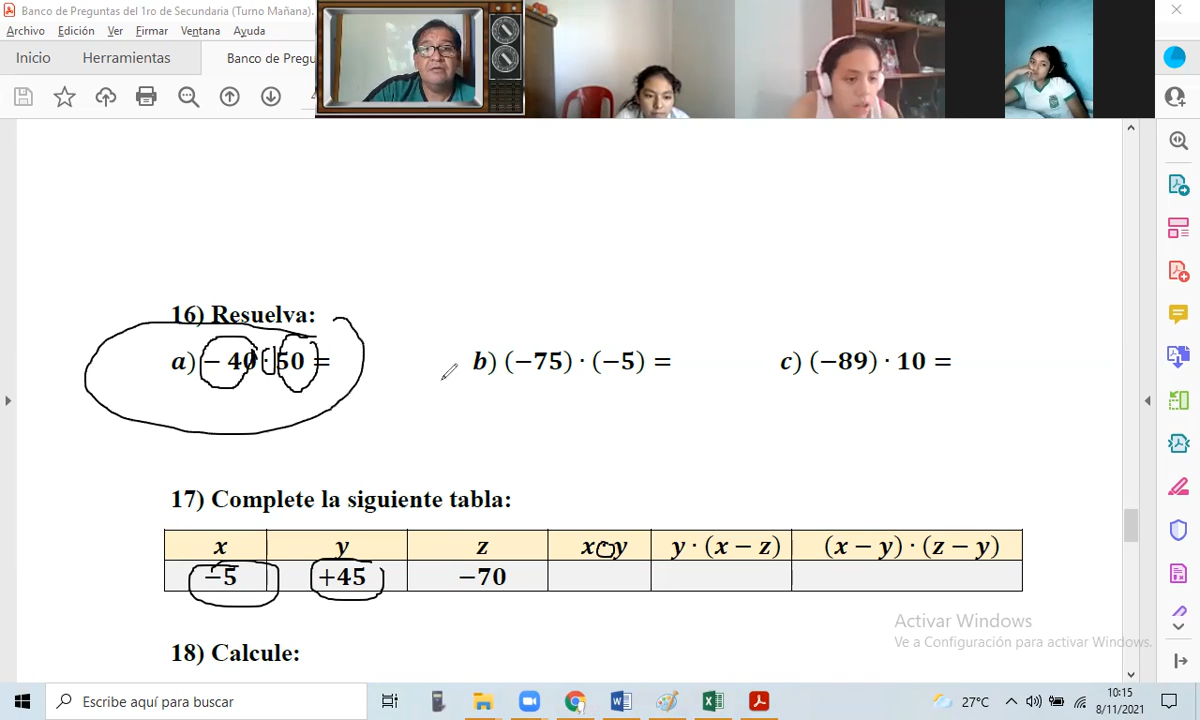 Banco de Preguntas del 1ro de Secundaria (Turno Mañana).
Archivo Edición Ver Firmar Ventana Ayuda
Inicio Herramientas Banco de Pregu
16) Resuelva:
a) − 40 · 50 = b) (−75) · (−5) = c) (−89) · 10 =
17) Complete la siguiente tabla:
x y z x · y y · (x − z) (x − y) · (z − y)
−5 +45 −70
Activar Windows
Ve a Configuración para activar Windows.
18) Calcule:
Escribe aquí para buscar
27°C
10:15
8/11/2021